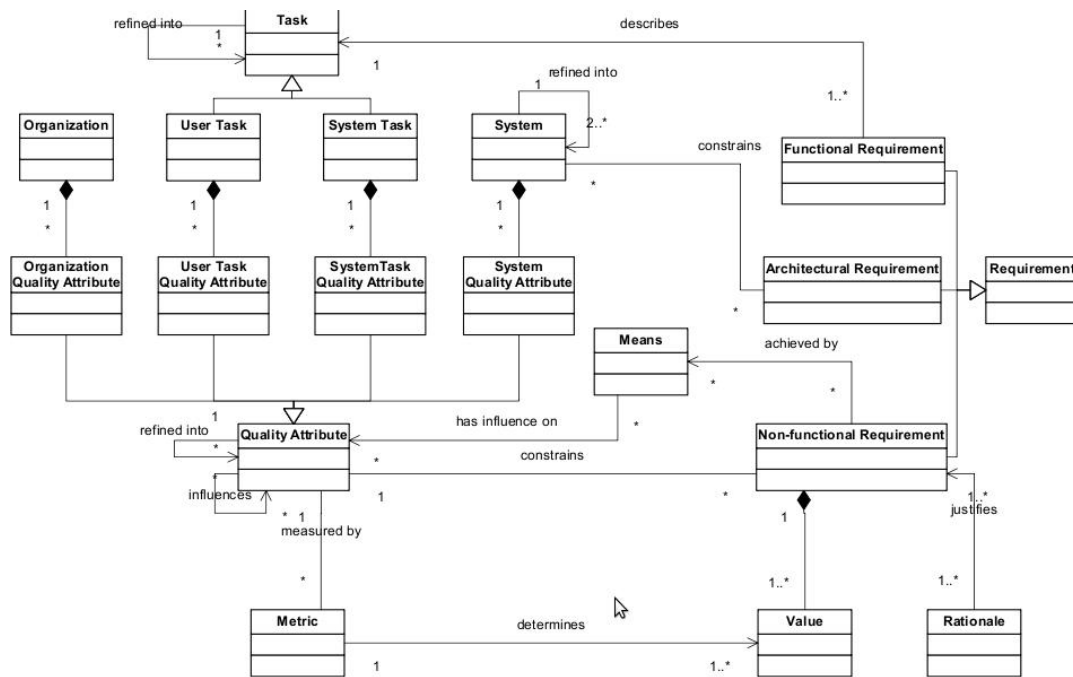 Task
refined into
1
*
1
describes
1..*
refined into
1
2..*
Organization
User Task
System Task
System
Functional Requirement
constrains
*
*
1
*
1
*
1
*
1
*
Organization
Quality Attribute
User Task
Quality Attribute
SystemTask
Quality Attribute
System
Quality Attribute
Architectural Requirement
Requirement
Means
achieved by
*
*
has influence on
*
*
1
refined into
*
Quality Attribute
Non-functional Requirement
constrains
1
*
*
influences
*
1
measured by
*
1
1..*
1..*
justifies
1..*
Metric
determines
1
1..*
Value
Rationale